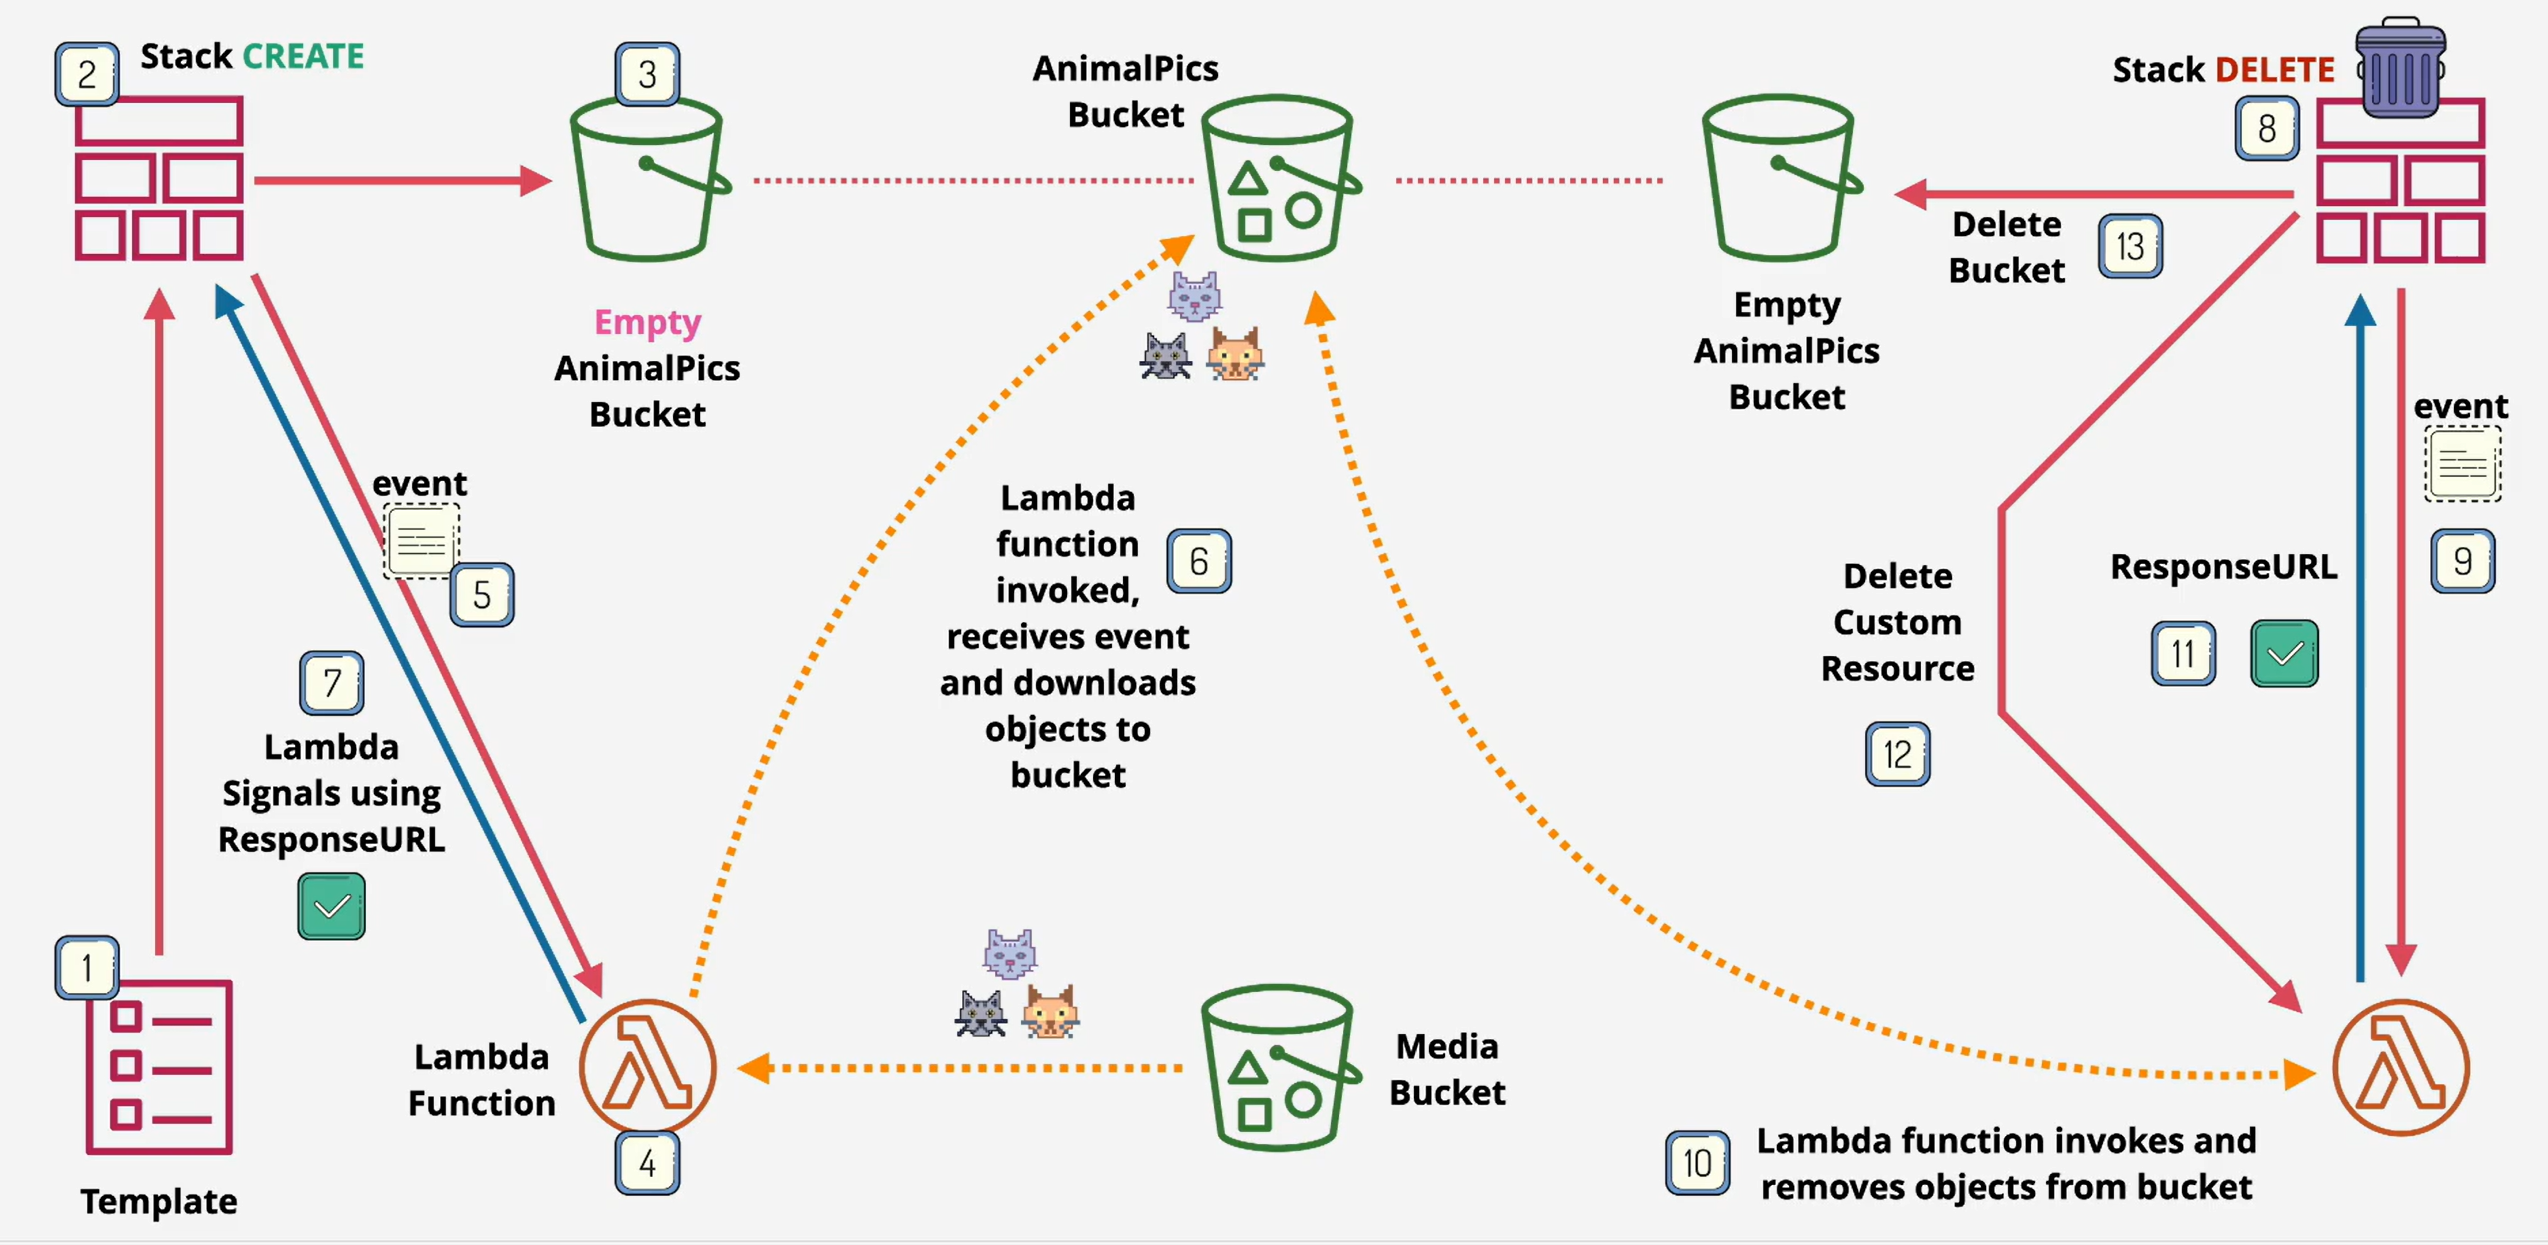 2
Stack CREATE
3
AnimalPics
Bucket
Stack DELETE
8
Delete
Bucket
13
Empty
AnimalPics
Bucket
Empty
AnimalPics
Bucket
event
5
7
Lambda
Signals using
ResponseURL
Lambda
function
invoked,
receives event
and downloads
objects to
bucket
6
Delete
Custom
Resource
12
ResponseURL
11
event
9
1
Template
Lambda
Function
4
Media
Bucket
10
Lambda function invokes and
removes objects from bucket